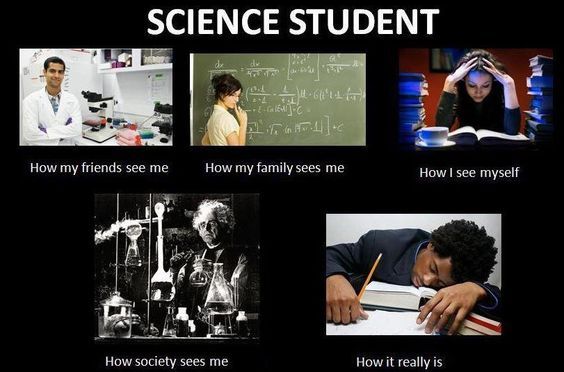 SCIENCE STUDENT
How my friends see me
How my family sees me
How I see myself
How society sees me
How it really is